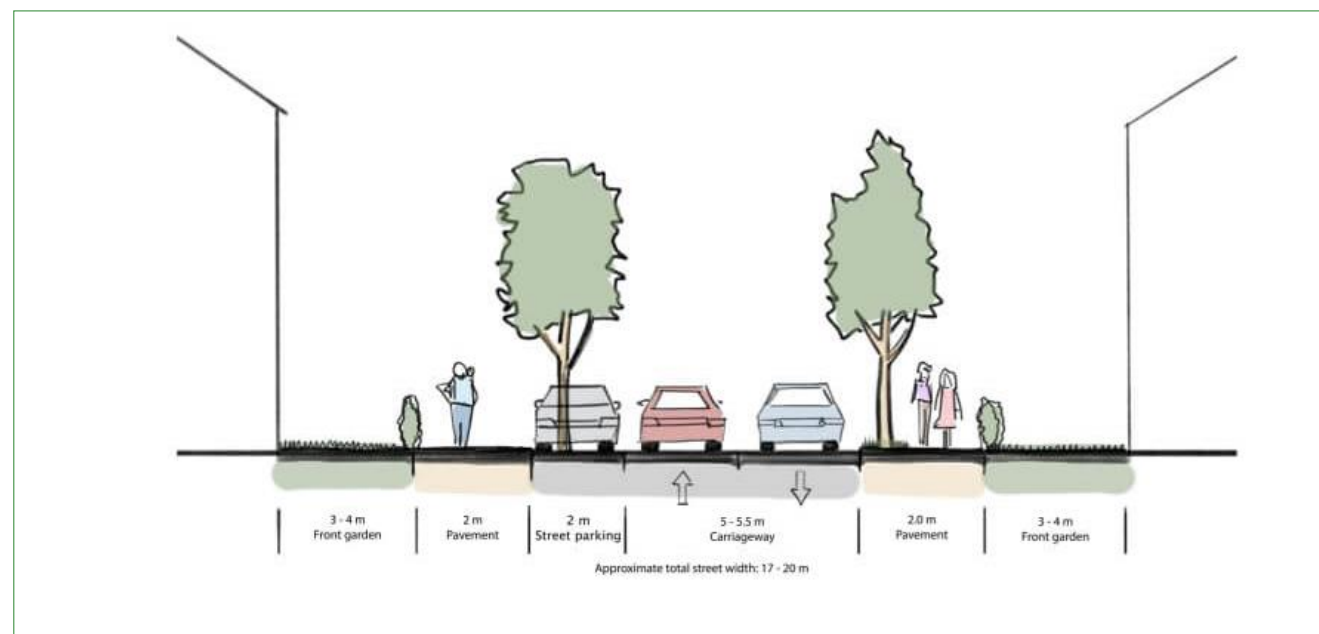 3 - 4 m
Front garden
2 m
Pavement
2 m
Street parking
5 - 5.5 m
Carriageway
2.0 m
Pavement
3 - 4 m
Front garden
Approximate total street width: 17 - 20 m